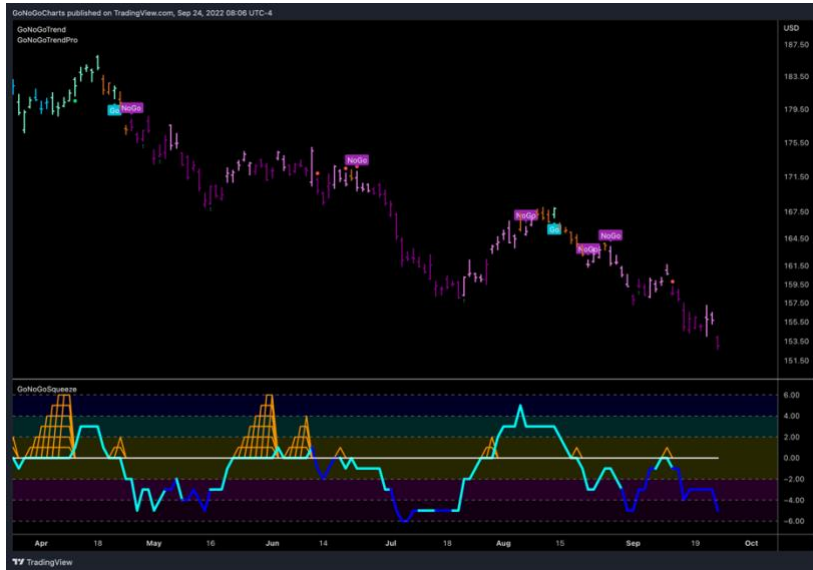 GoNoGoCharts published on TradingView.com, Sep 24, 2022 08:06 UTC-4
GoNoGoTrend
GoNoGoTrendPro
USD
187.50
183.50
179.50
175.50
171.50
167.50
164.50
161.50
159.50
157.50
155.50
153.50
151.50
Go
NoGo
NoGo
NoGo
Go
NoGo
NoGo
GoNoGoSqueeze
6.00
4.00
2.00
0.00
−2.00
−4.00
−6.00
Apr 18 May 16 Jun 14 Jul 18 Aug 15 Sep 19 Oct
TradingView